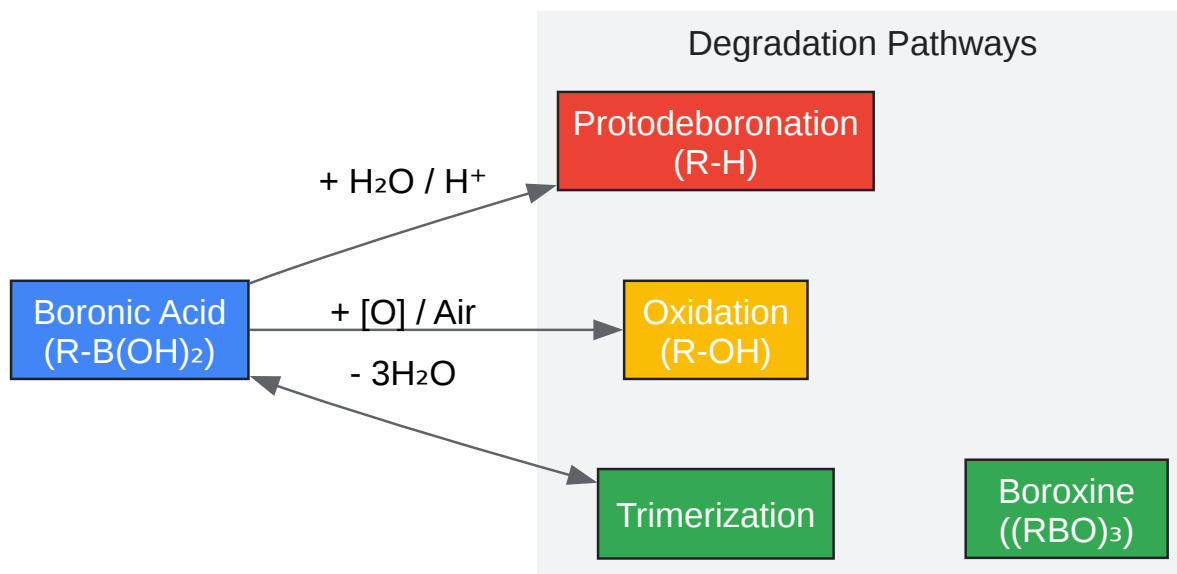 Degradation Pathways
Protodeboronation
(R-H)
+ H₂O / H⁺
Boronic Acid
(R-B(OH)₂)
+ [O] / Air
Oxidation
(R-OH)
- 3H₂O
Trimerization
Boroxine
((RBO)₃)